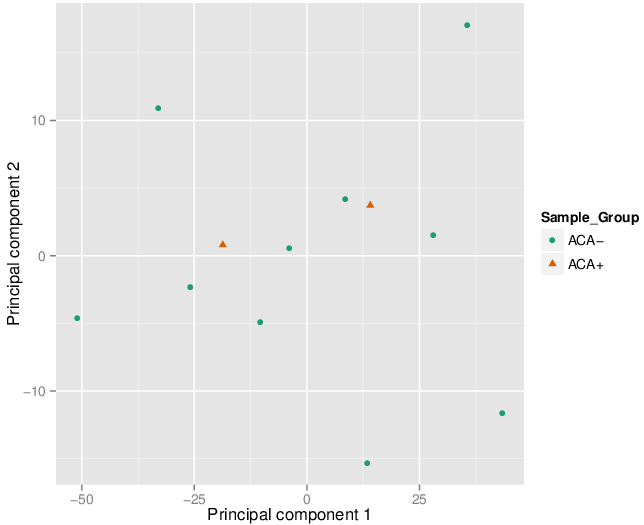 10
0
−10
Principal component 2
−50
−25
0
25
Principal component 1
Sample_Group
ACA−
ACA+